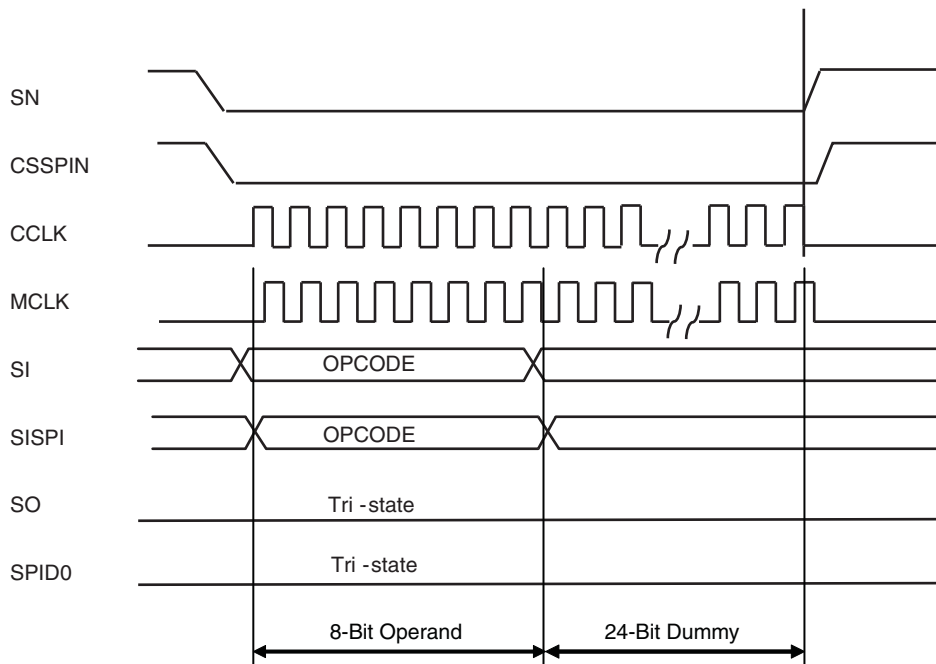 SN
CSSPIN
CCLK
MCLK
SI
OPCODE
SISPI
OPCODE
SO
Tri -state
SPID0
Tri -state
8-Bit Operand
24-Bit Dummy